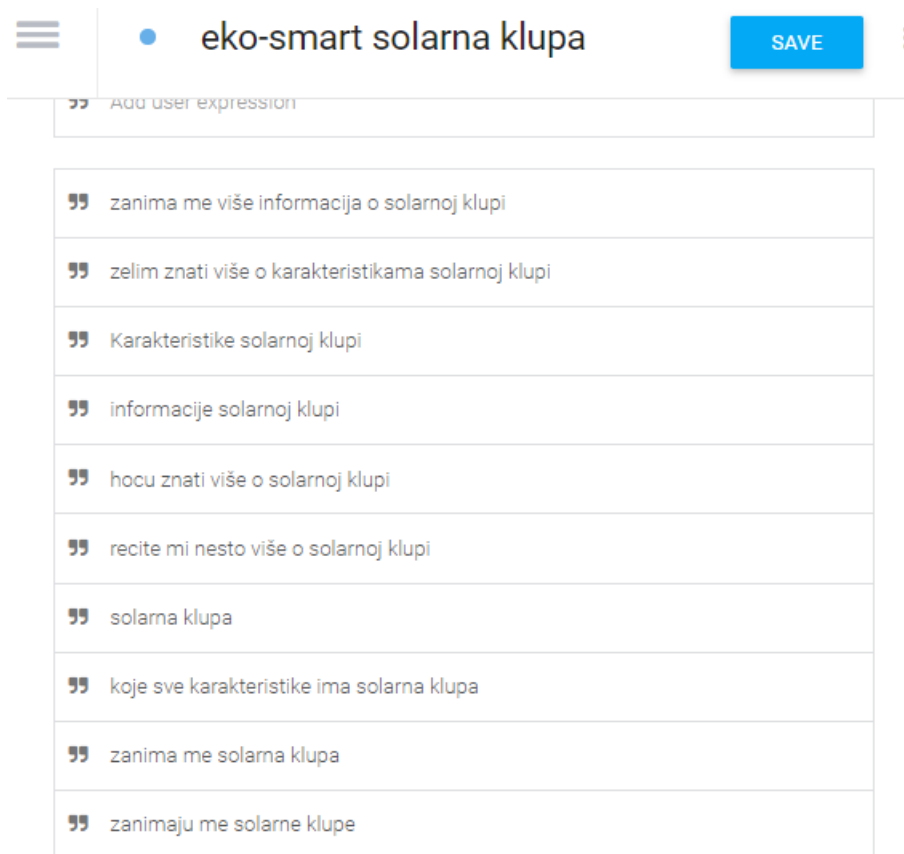 eko-smart solarna klupa
SAVE
Add user expression
zanima me više informacija o solarnoj klupi
zelim znati više o karakteristikama solarnoj klupi
Karakteristike solarnoj klupi
informacije solarnoj klupi
hocu znati više o solarnoj klupi
recite mi nesto više o solarnoj klupi
solarna klupa
koje sve karakteristike ima solarna klupa
zanima me solarna klupa
zanimaju me solarne klupe